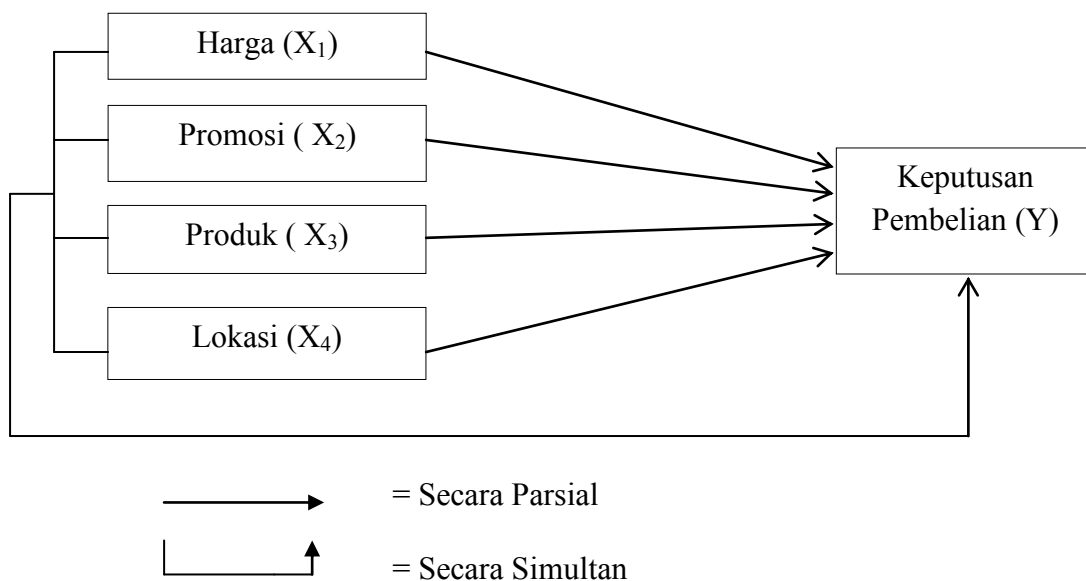 Harga (X₁)
Promosi ( X₂)
Produk ( X₃)
Lokasi (X₄)
Keputusan
Pembelian (Y)
= Secara Parsial
= Secara Simultan